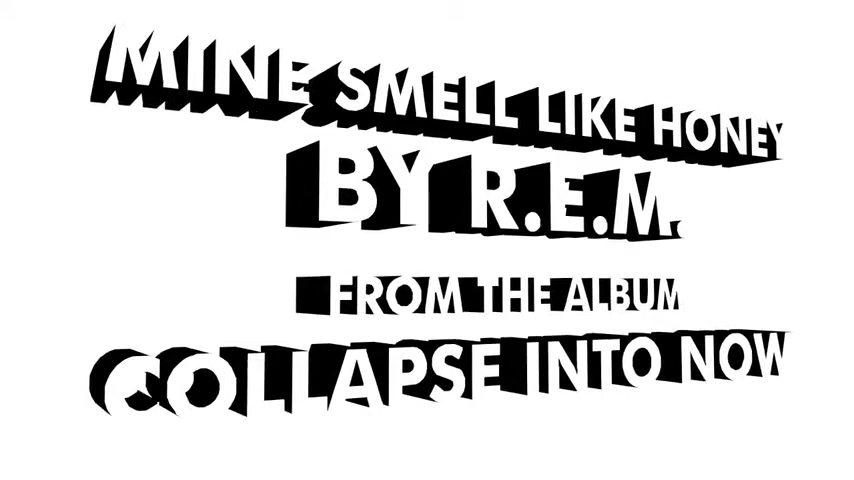 MINE SMELL LIKE HONEY
BY R.E.M.
FROM THE ALBUM
COLLAPSE INTO NOW